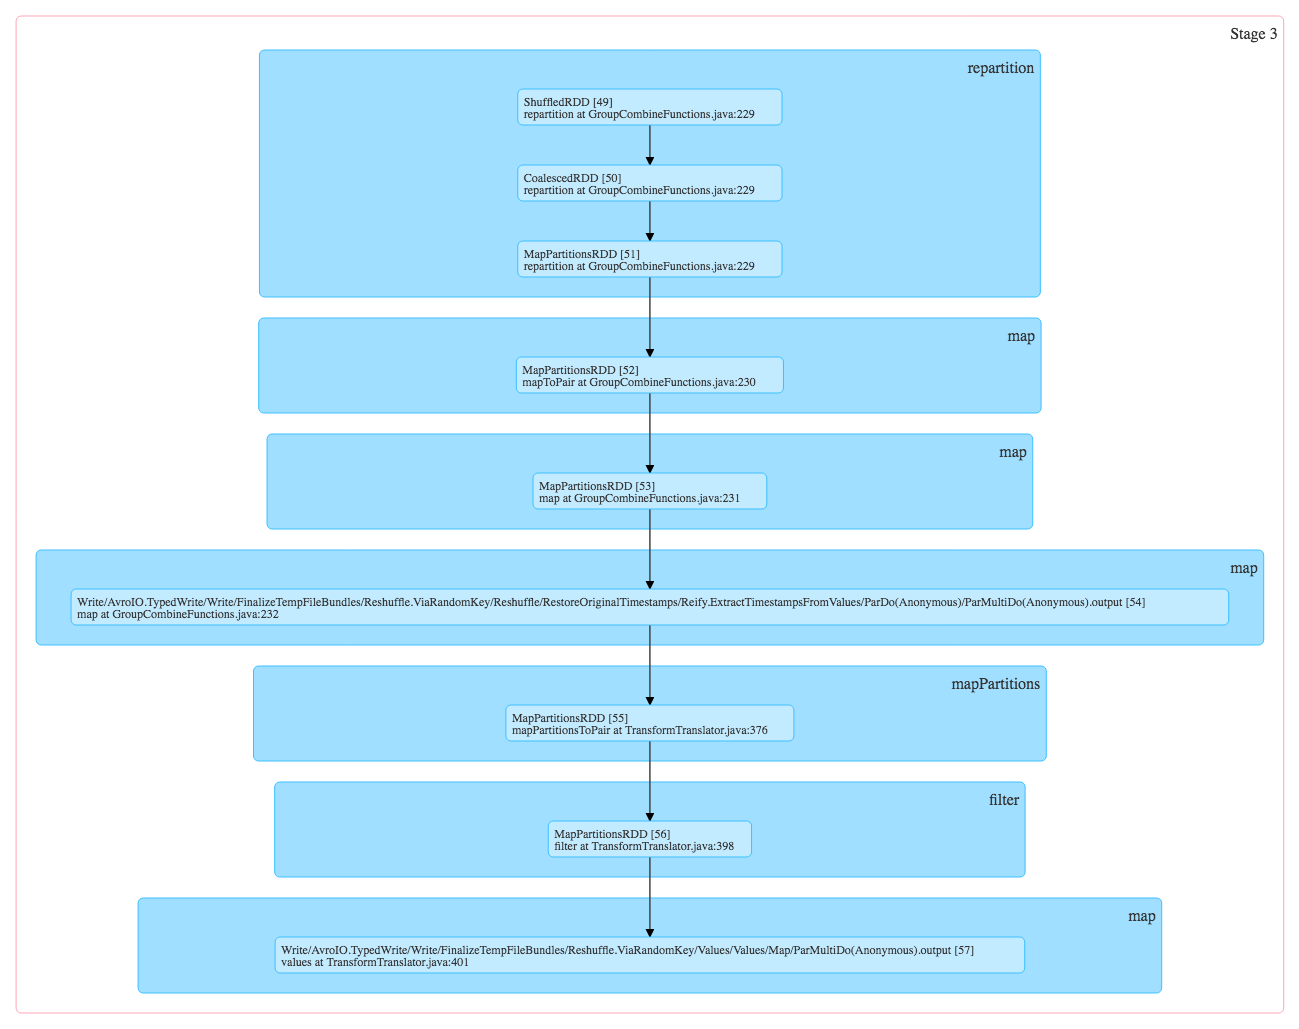 Stage 3
repartition
ShuffledRDD [49]
repartition at GroupCombineFunctions.java:229
CoalescedRDD [50]
repartition at GroupCombineFunctions.java:229
MapPartitionsRDD [51]
repartition at GroupCombineFunctions.java:229
map
MapPartitionsRDD [52]
mapToPair at GroupCombineFunctions.java:230
map
MapPartitionsRDD [53]
map at GroupCombineFunctions.java:231
map
Write/AvroIO.TypedWrite/Write/FinalizeTempFileBundles/Reshuffle.ViaRandomKey/Reshuffle/RestoreOriginalTimestamps/Reify.ExtractTimestampsFromValues/ParDo(Anonymous)/ParMultiDo(Anonymous).output [54]
map at GroupCombineFunctions.java:232
mapPartitions
MapPartitionsRDD [55]
mapPartitionsToPair at TransformTranslator.java:376
filter
MapPartitionsRDD [56]
filter at TransformTranslator.java:398
map
Write/AvroIO.TypedWrite/Write/FinalizeTempFileBundles/Reshuffle.ViaRandomKey/Values/Values/Map/ParMultiDo(Anonymous).output [57]
values at TransformTranslator.java:401